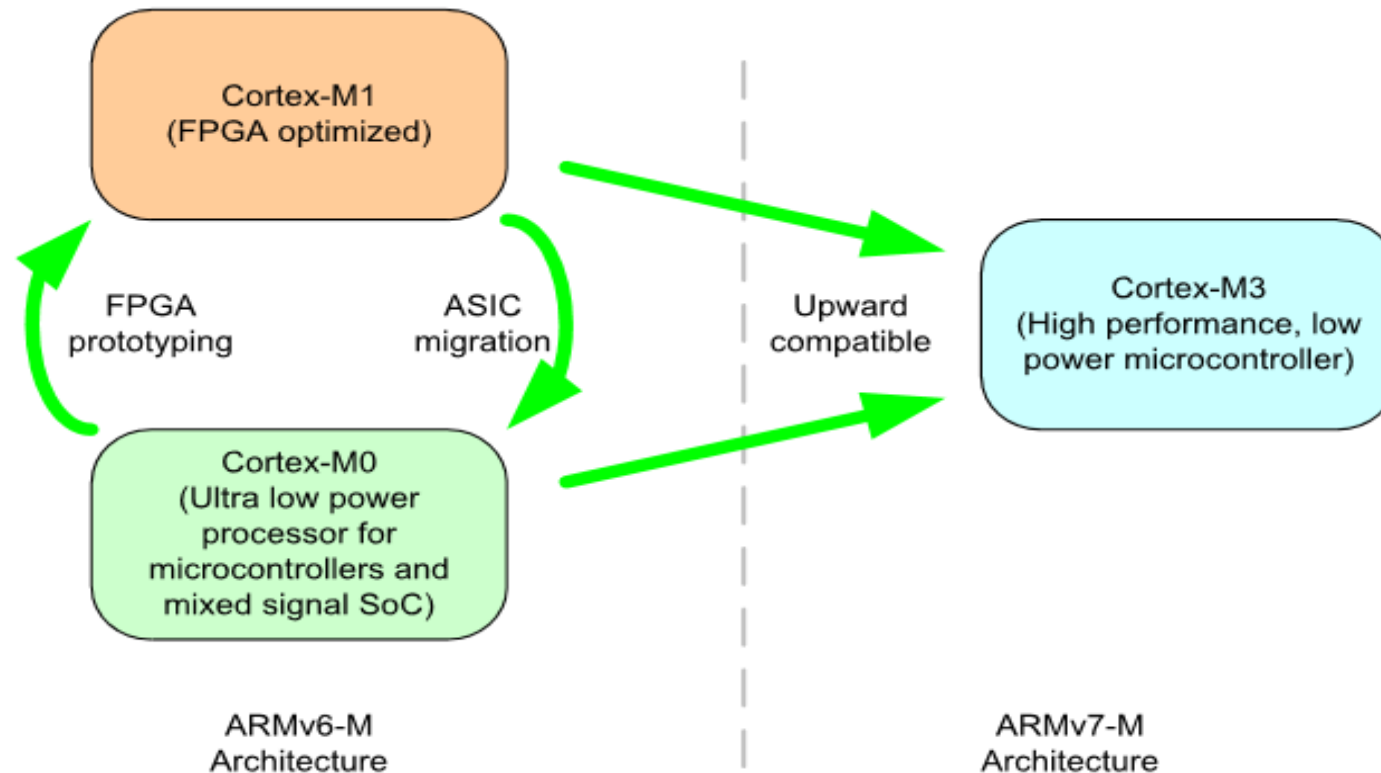 Cortex-M1
(FPGA optimized)
FPGA
prototyping
ASIC
migration
Upward
compatible
Cortex-M3
(High performance, low
power microcontroller)
Cortex-M0
(Ultra low power
processor for
microcontrollers and
mixed signal SoC)
ARMv6-M
Architecture
ARMv7-M
Architecture